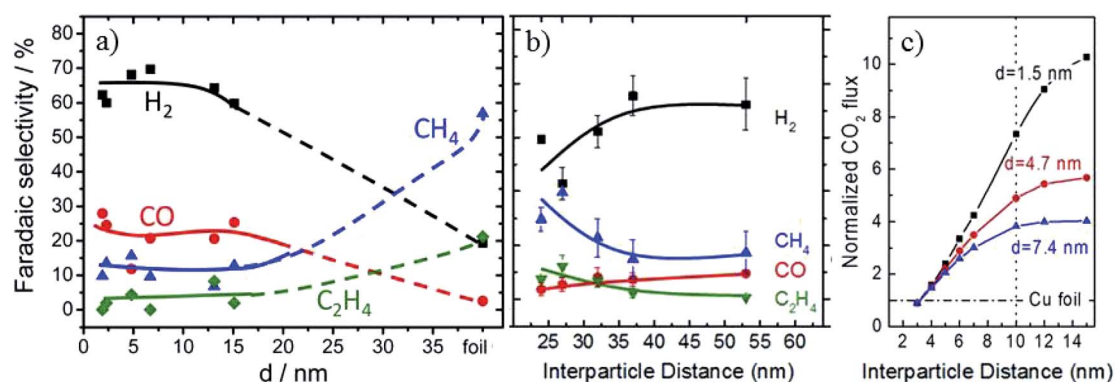 a)
Faradaic selectivity / %
80
70
60
50
40
30
20
10
0
H2
CO
CH4
C2H4
0 5 10 15 20 25 30 35 foil
d / nm
b)
H2
CH4
CO
C2H4
25 30 35 40 45 50 55 60
Interparticle Distance (nm)
c)
Normalized CO2 flux
10
8
6
4
2
0
d=1.5 nm
d=4.7 nm
d=7.4 nm
Cu foil
2 4 6 8 10 12 14
Interparticle Distance (nm)